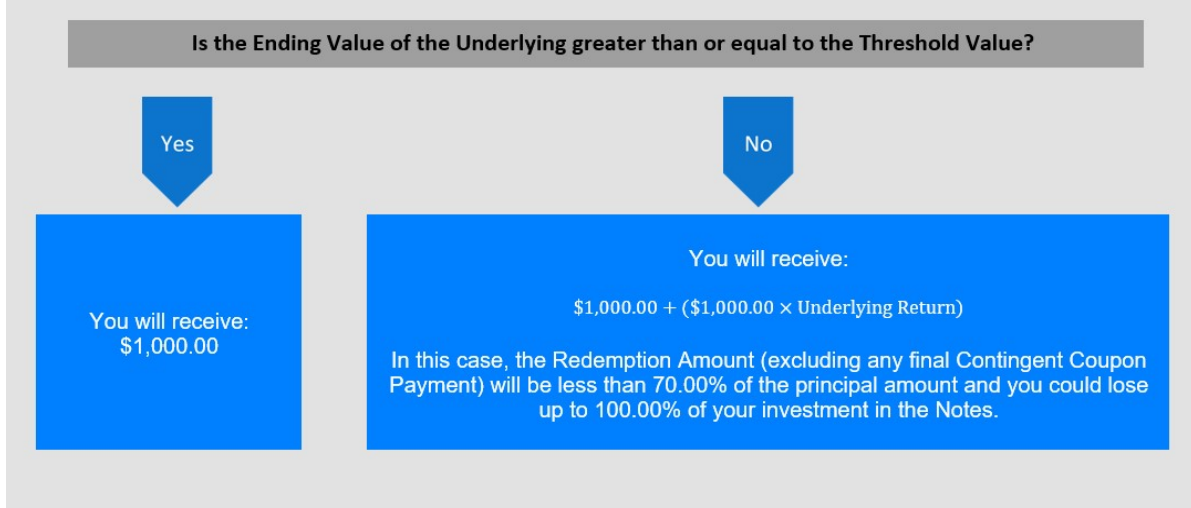 Is the Ending Value of the Underlying greater than or equal to the Threshold Value?
Yes
No
You will receive:
$1,000.00
You will receive:
$1,000.00 + ($1,000.00 × Underlying Return)
In this case, the Redemption Amount (excluding any final Contingent Coupon
Payment) will be less than 70.00% of the principal amount and you could lose
up to 100.00% of your investment in the Notes.